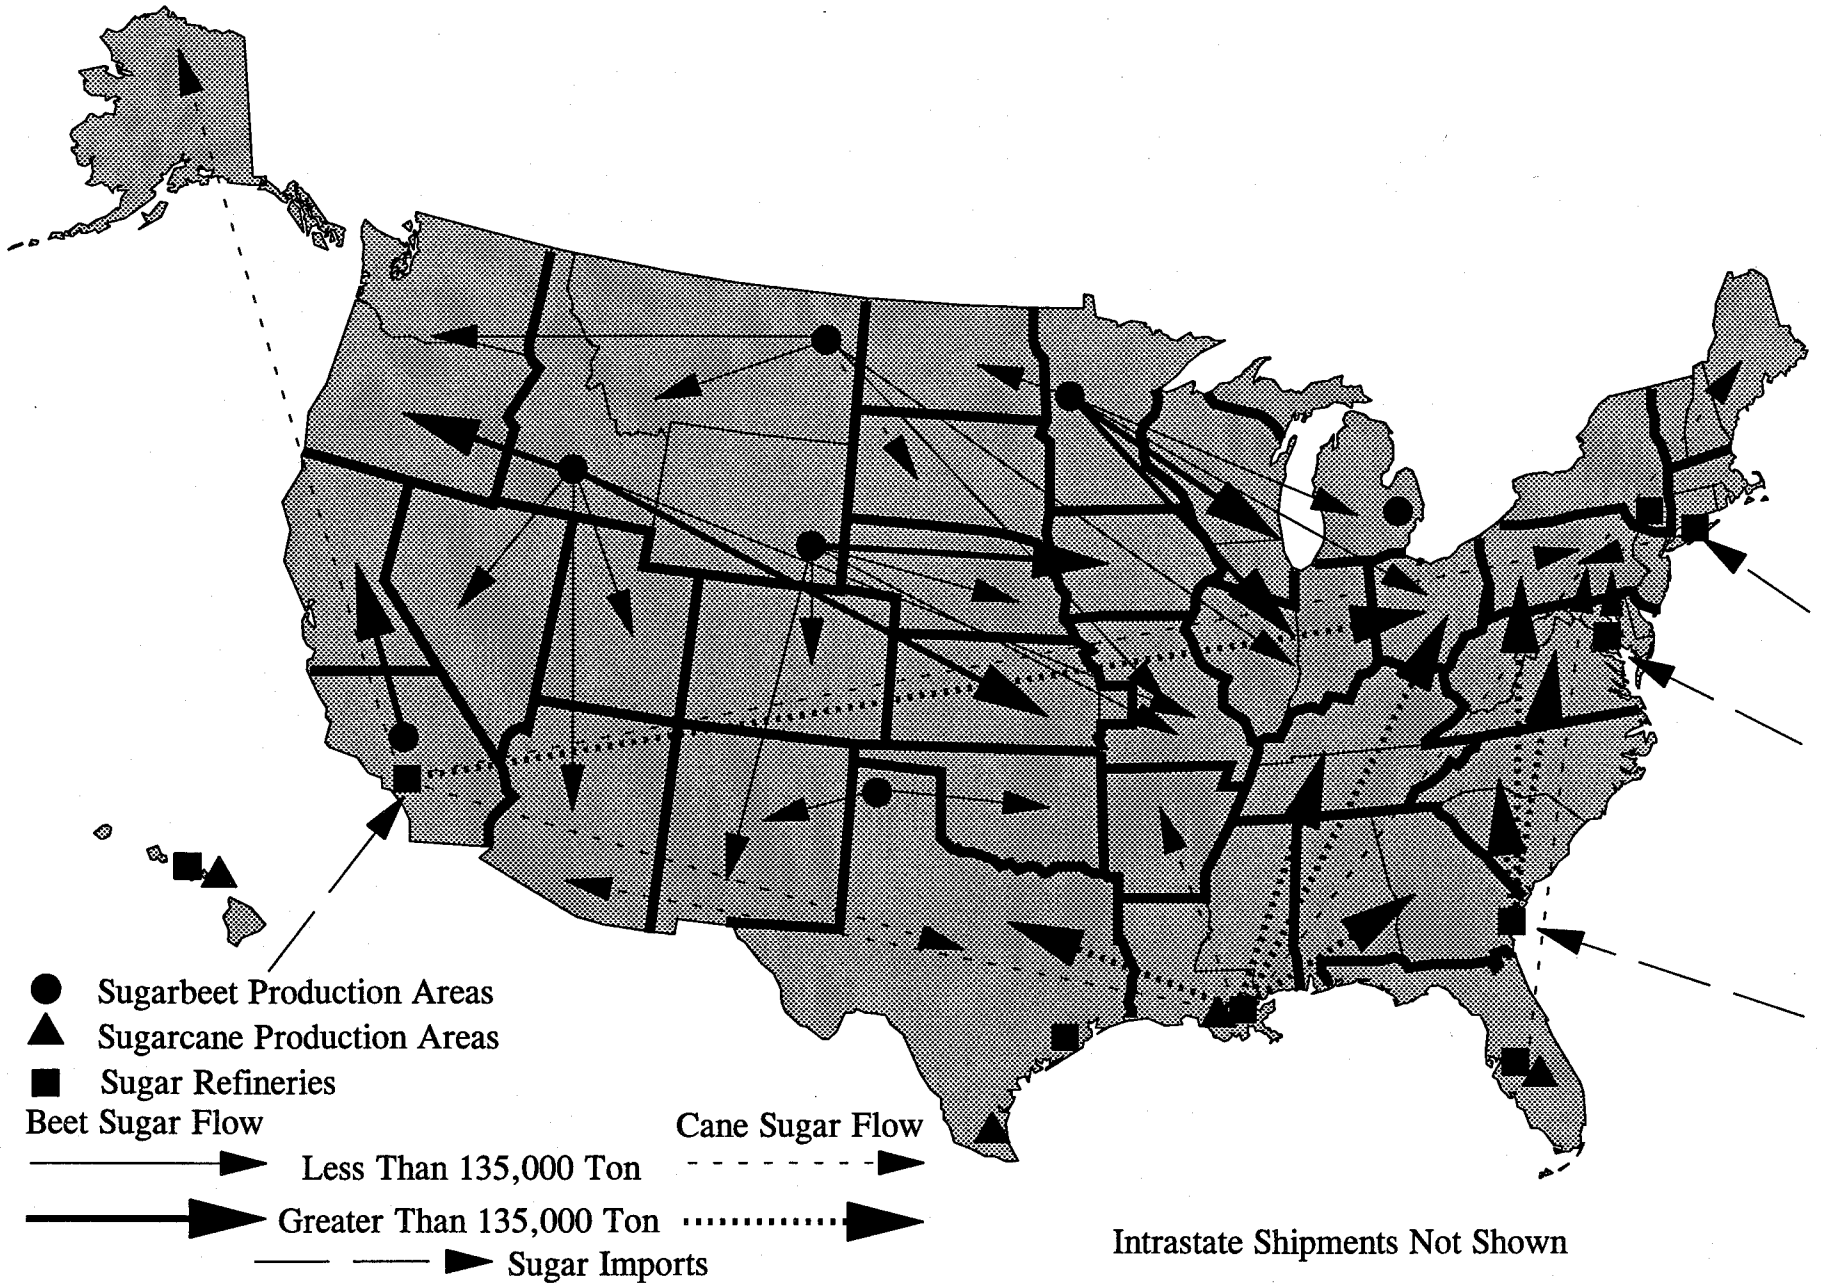 Sugarbeet Production Areas
Sugarcane Production Areas
Sugar Refineries
Beet Sugar Flow
Cane Sugar Flow
Less Than 135,000 Ton
Greater Than 135,000 Ton
Sugar Imports
Intrastate Shipments Not Shown